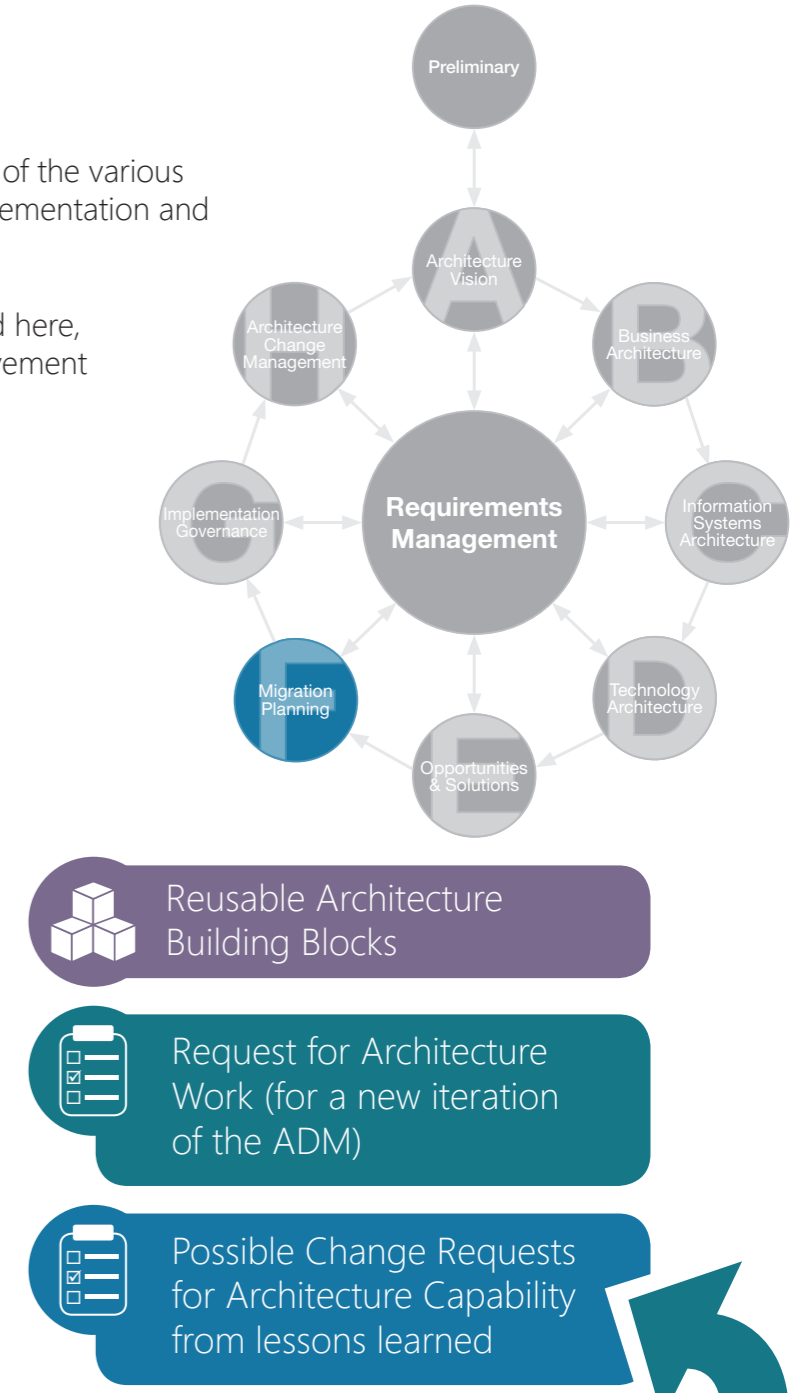 Preliminary
of the various
ementation and
d here,
vement
A
Architecture
Vision
H
Architecture
Change
Management
B
Business
Architecture
G
Implementation
Governance
Requirements
Management
C
Information
Systems
Architecture
F
Migration
Planning
D
Technology
Architecture
E
Opportunities
& Solutions
Reusable Architecture
Building Blocks
Request for Architecture
Work (for a new iteration
of the ADM)
Possible Change Requests
for Architecture Capability
from lessons learned